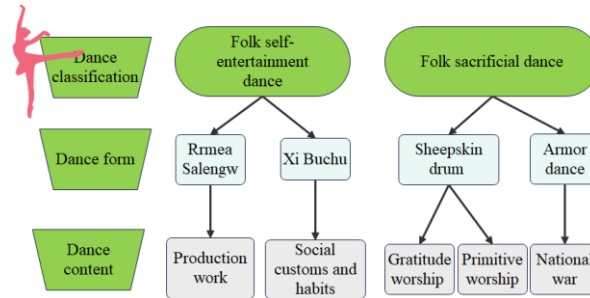 Dance
classification
Folk self-
entertainment
dance
Folk sacrificial dance
Dance form
Rrmea
Salengw
Xi Buchu
Sheepskin
drum
Armor
dance
Dance
content
Production
work
Social
customs and
habits
Gratitude
worship
Primitive
worship
National
war